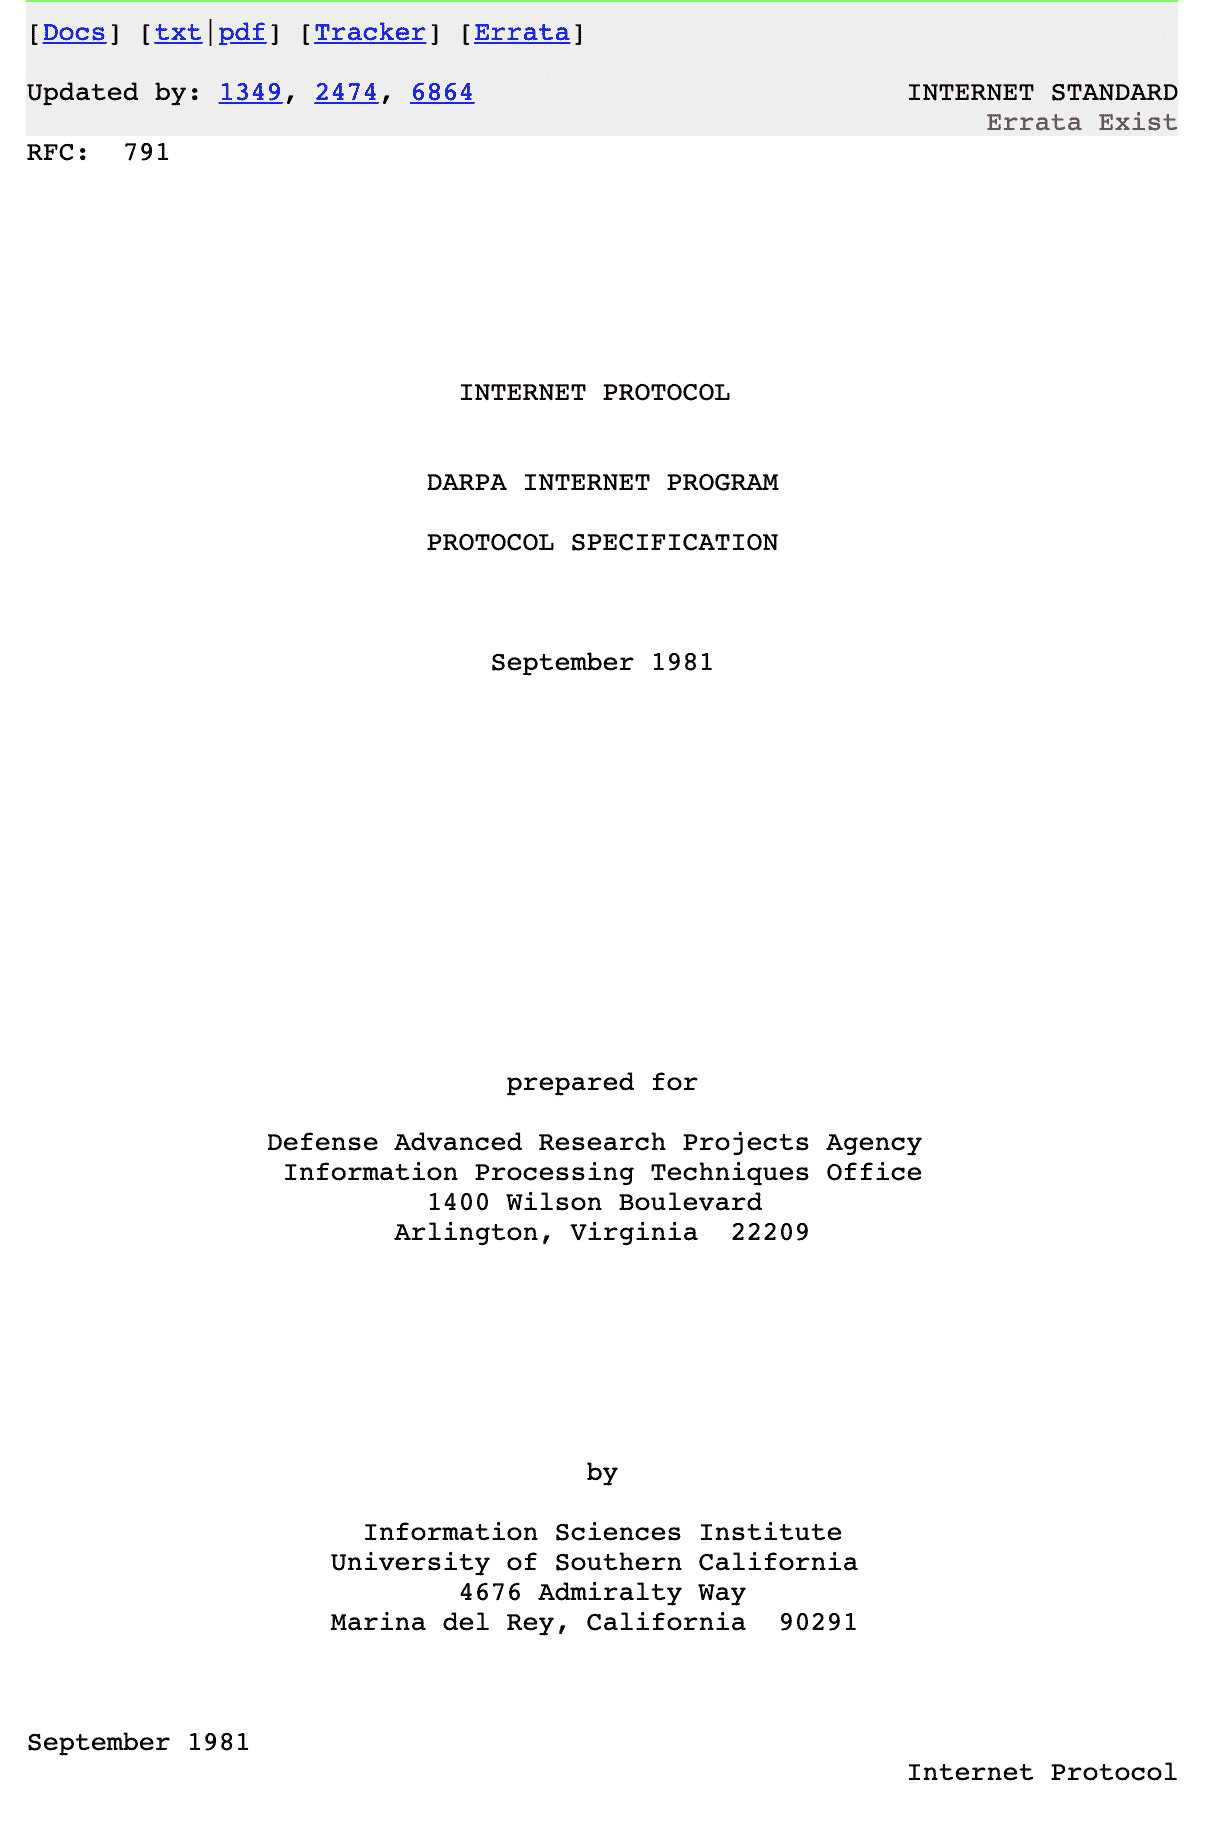 [Docs] [txt|pdf] [Tracker] [Errata]
Updated by: 1349, 2474, 6864 INTERNET STANDARD
Errata Exist
RFC:  791
INTERNET PROTOCOL
DARPA INTERNET PROGRAM
PROTOCOL SPECIFICATION
September 1981
prepared for
Defense Advanced Research Projects Agency
Information Processing Techniques Office
1400 Wilson Boulevard
Arlington, Virginia  22209
by
Information Sciences Institute
University of Southern California
4676 Admiralty Way
Marina del Rey, California  90291
September 1981
Internet Protocol